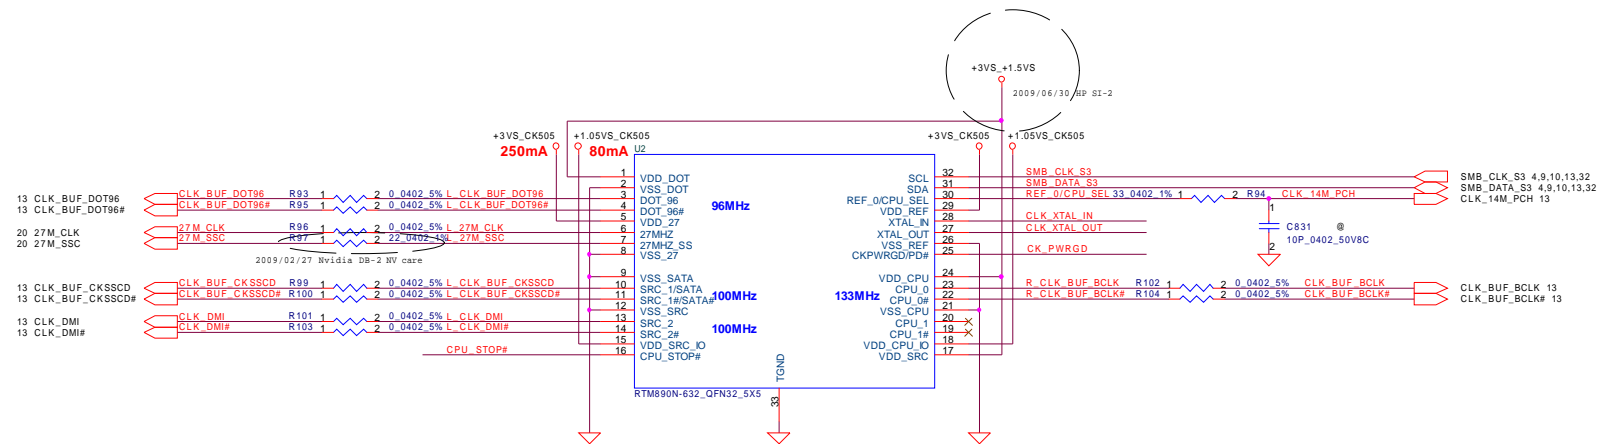 +3VS_+1.5VS
2009/06/30 HP SI-2
+3VS_CK505
+1.05VS_CK505
250mA
80mA
+3VS_CK505
+1.05VS_CK505
U2
13 CLK_BUF_DOT96 CLK_BUF_DOT96 R93 1 2 0_0402_5% L_CLK_BUF_DOT96
13 CLK_BUF_DOT96# CLK_BUF_DOT96# R95 1 2 0_0402_5% L_CLK_BUF_DOT96#
20 27M_CLK 27M_CLK R96 1 2 0_0402_5% L_27M_CLK
20 27M_SSC 27M_SSC R97 1 2 22_0402_1% L_27M_SSC
2009/02/27 Nvidia DB-2 NV care
13 CLK_BUF_CKSSCD CLK_BUF_CKSSCD R99 1 2 0_0402_5% L_CLK_BUF_CKSSCD
13 CLK_BUF_CKSSCD# CLK_BUF_CKSSCD# R100 1 2 0_0402_5% L_CLK_BUF_CKSSCD#
13 CLK_DMI CLK_DMI R101 1 2 0_0402_5% L_CLK_DMI
13 CLK_DMI# CLK_DMI# R103 1 2 0_0402_5% L_CLK_DMI#
CPU_STOP#
1 VDD_DOT
2 VSS_DOT
3 DOT_96
4 DOT_96#
5 VDD_27
6 27MHZ
7 27MHZ_SS
8 VSS_27
9 VSS_SATA
10 SRC_1/SATA
11 SRC_1#/SATA#
12 VSS_SRC
13 SRC_2
14 SRC_2#
15 VDD_SRC_IO
16 CPU_STOP#
96MHz
100MHz
100MHz
133MHz
SCL 32
SDA 31
REF_0/CPU_SEL 30
VDD_REF 29
XTAL_IN 28
XTAL_OUT 27
VSS_REF 26
CKPWRGD/PD# 25
VDD_CPU 24
CPU_0 23
CPU_0# 22
VSS_CPU 21
CPU_1 20
CPU_1# 19
VDD_CPU_IO 18
VDD_SRC 17
TGND
33
RTM890N-632_QFN32_5X5
SMB_CLK_S3 SMB_CLK_S3 4,9,10,13,32
SMB_DATA_S3 SMB_DATA_S3 4,9,10,13,32
REF_0/CPU_SEL 33_0402_1% 1 2 R94 CLK_14M_PCH CLK_14M_PCH 13
1
C831 @
10P_0402_50V8C
2
CLK_XTAL_IN
CLK_XTAL_OUT
CK_PWRGD
R_CLK_BUF_BCLK R102 1 2 0_0402_5% CLK_BUF_BCLK CLK_BUF_BCLK 13
R_CLK_BUF_BCLK# R104 1 2 0_0402_5% CLK_BUF_BCLK# CLK_BUF_BCLK# 13